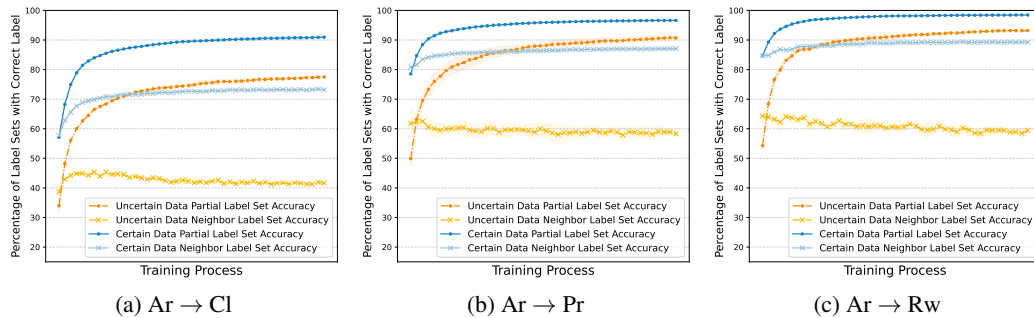 Percentage of Label Sets with Correct Label
100
90
80
70
60
50
40
30
20
Uncertain Data Partial Label Set Accuracy
Uncertain Data Neighbor Label Set Accuracy
Certain Data Partial Label Set Accuracy
Certain Data Neighbor Label Set Accuracy
Training Process
(a) Ar → Cl
Percentage of Label Sets with Correct Label
100
90
80
70
60
50
40
30
20
Uncertain Data Partial Label Set Accuracy
Uncertain Data Neighbor Label Set Accuracy
Certain Data Partial Label Set Accuracy
Certain Data Neighbor Label Set Accuracy
Training Process
(b) Ar → Pr
Percentage of Label Sets with Correct Label
100
90
80
70
60
50
40
30
20
Uncertain Data Partial Label Set Accuracy
Uncertain Data Neighbor Label Set Accuracy
Certain Data Partial Label Set Accuracy
Certain Data Neighbor Label Set Accuracy
Training Process
(c) Ar → Rw